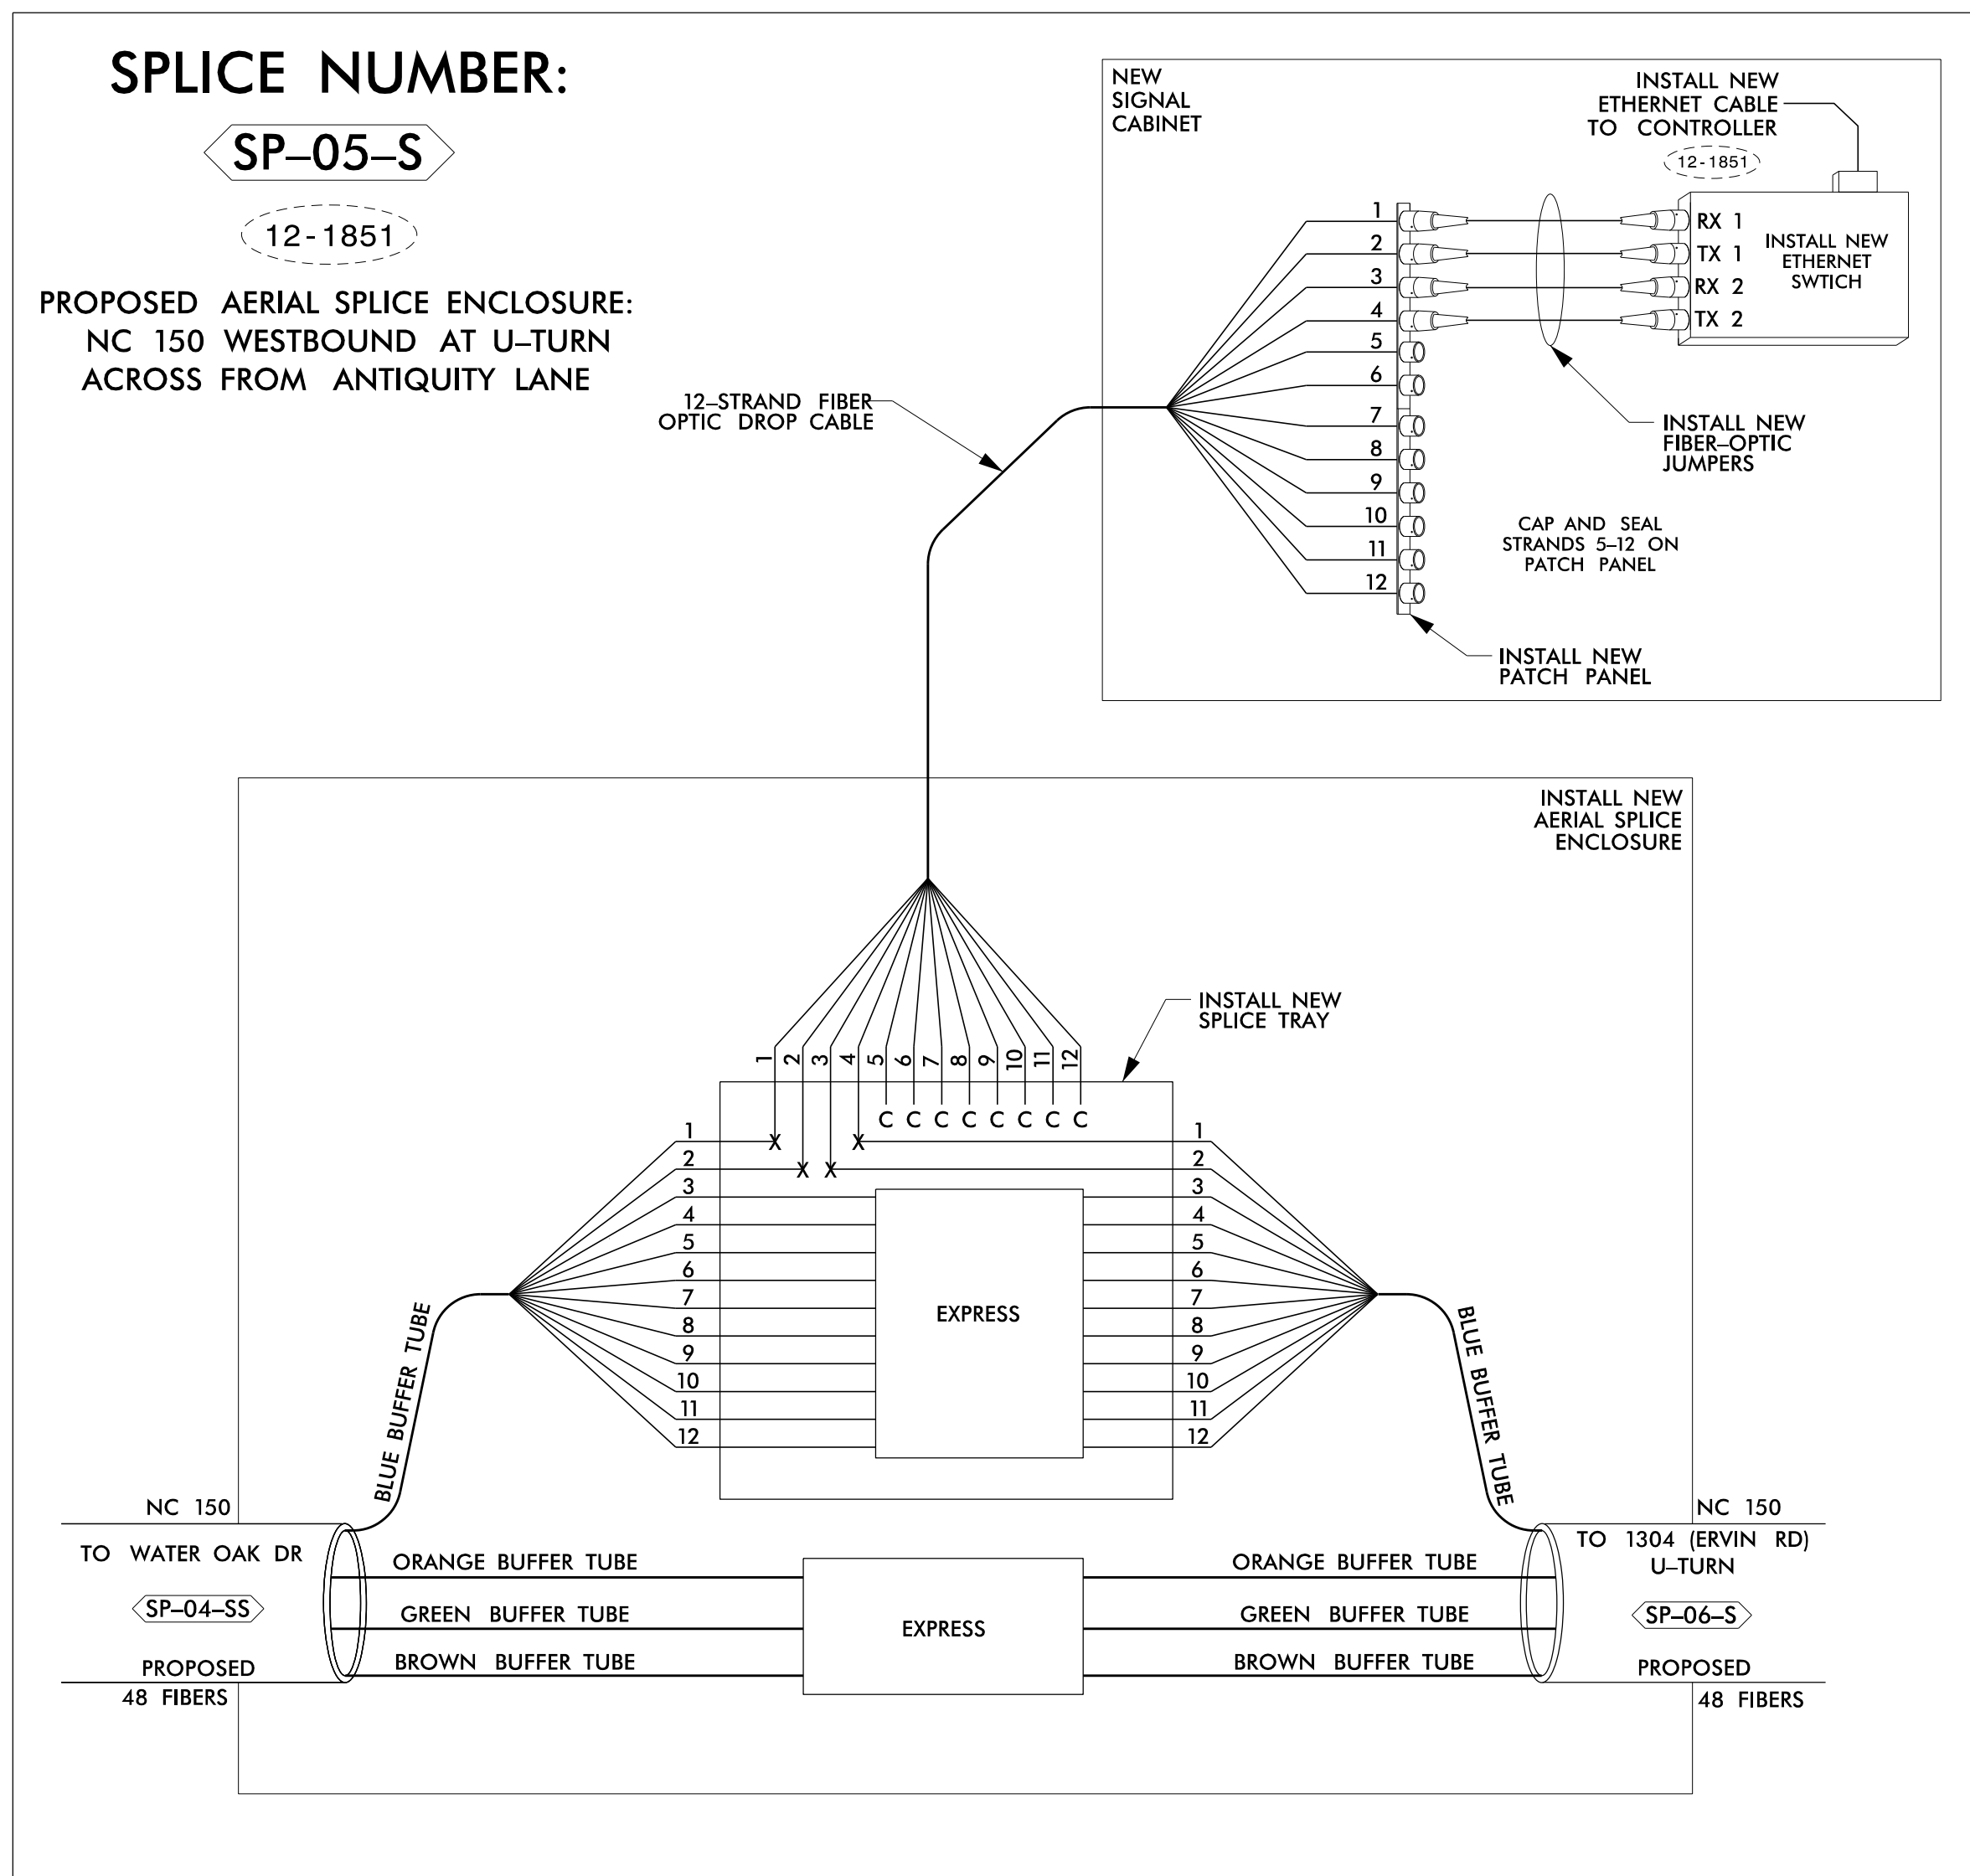 SPLICE NUMBER:
SP–05–S
12-1851
PROPOSED AERIAL SPLICE ENCLOSURE:
NC 150 WESTBOUND AT U–TURN
ACROSS FROM ANTIQUITY LANE
NEW
SIGNAL
CABINET
INSTALL NEW
ETHERNET CABLE
TO CONTROLLER
12-1851
1
2
3
4
5
6
7
8
9
10
11
12
RX 1
TX 1
RX 2
TX 2
INSTALL NEW
ETHERNET
SWTICH
INSTALL NEW
FIBER–OPTIC
JUMPERS
CAP AND SEAL
STRANDS 5–12 ON
PATCH PANEL
INSTALL NEW
PATCH PANEL
12–STRAND FIBER
OPTIC DROP CABLE
INSTALL NEW
AERIAL SPLICE
ENCLOSURE
INSTALL NEW
SPLICE TRAY
1 2 3 4 5 6 7 8 9 10 11 12
C C C C C C C C
X X
X X
1
2
3
4
5
6
7
8
9
10
11
12
EXPRESS
1
2
3
4
5
6
7
8
9
10
11
12
BLUE BUFFER TUBE
BLUE BUFFER TUBE
NC 150
TO WATER OAK DR
SP–04–SS
PROPOSED
48 FIBERS
ORANGE BUFFER TUBE
GREEN BUFFER TUBE
BROWN BUFFER TUBE
EXPRESS
ORANGE BUFFER TUBE
GREEN BUFFER TUBE
BROWN BUFFER TUBE
NC 150
TO 1304 (ERVIN RD)
U–TURN
SP–06–S
PROPOSED
48 FIBERS